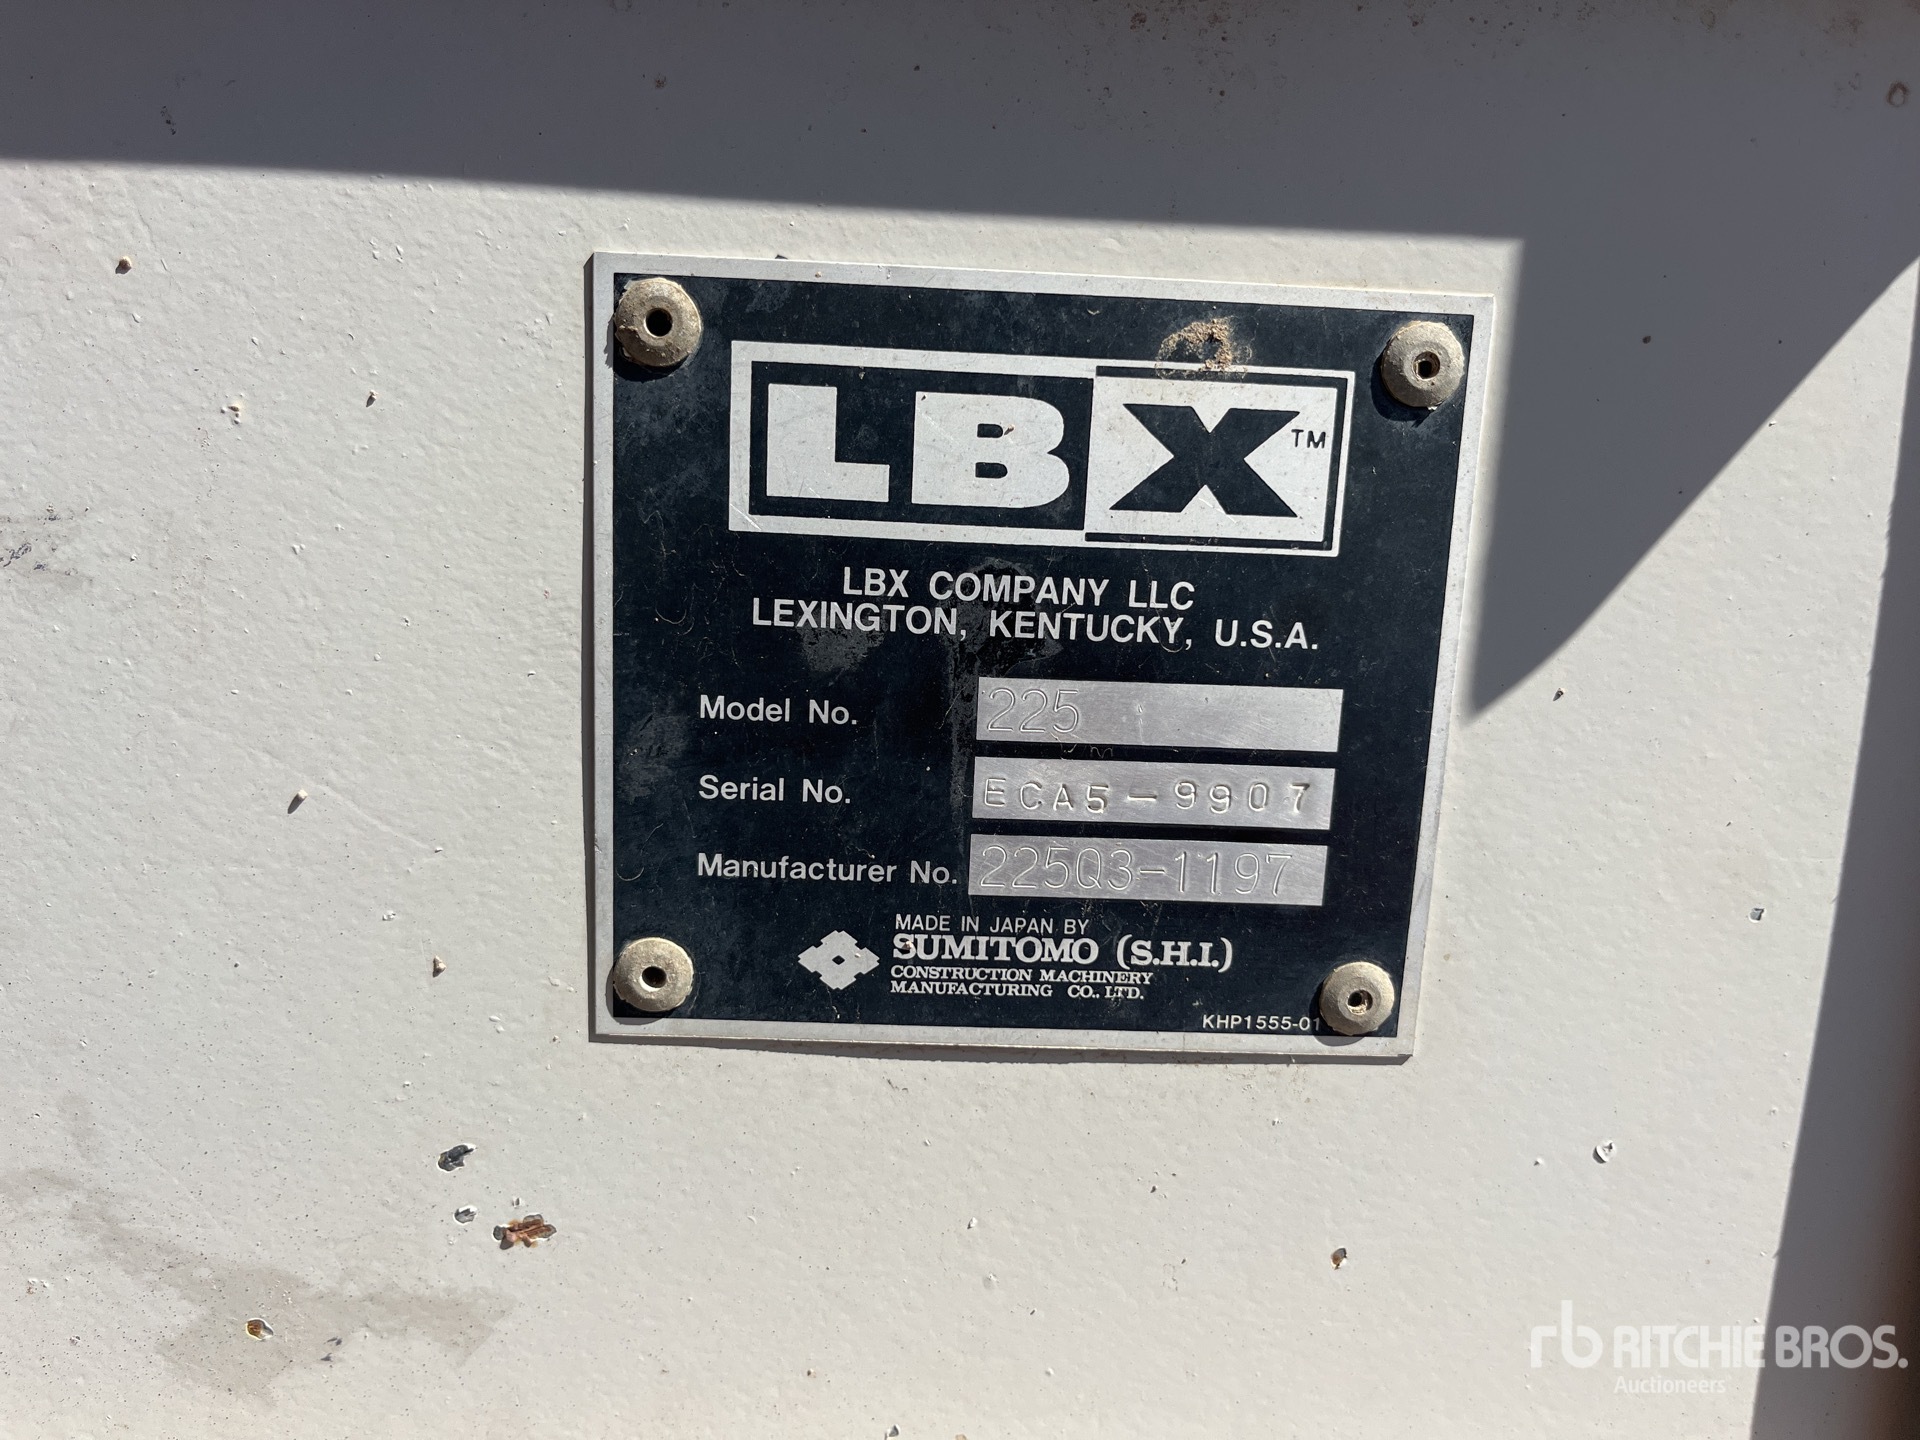 LBX™
LBX COMPANY LLC
LEXINGTON, KENTUCKY, U.S.A.
Model No. 225
Serial No. ECA5-9907
Manufacturer No. 225Q3-1197
MADE IN JAPAN BY
SUMITOMO (S.H.I.)
CONSTRUCTION MACHINERY
MANUFACTURING CO., LTD.
KHP1555-01
rb RITCHIE BROS.
Auctioneers